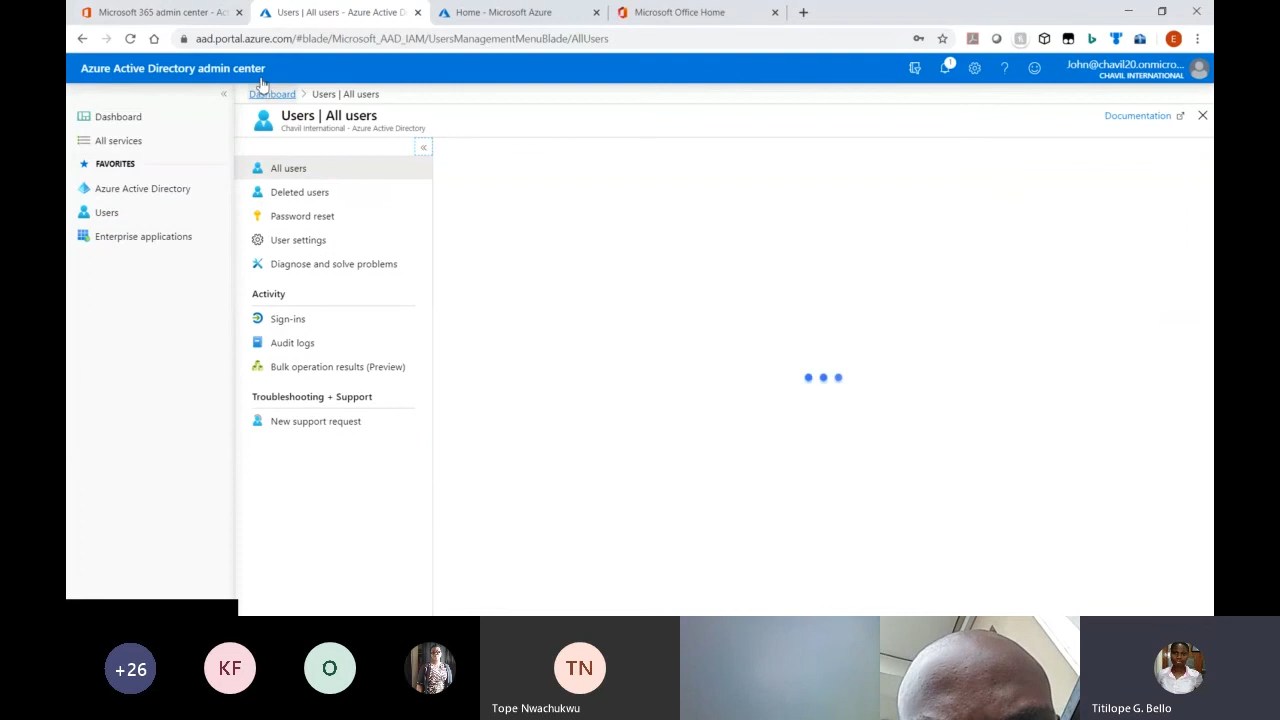 Microsoft 365 admin center - Ac
Users | All users - Azure Active D
Home - Microsoft Azure
Microsoft Office Home
aad.portal.azure.com/#blade/Microsoft_AAD_IAM/UsersManagementMenuBlade/AllUsers
E
Azure Active Directory admin center
1
John@chavil20.onmicro...
CHAVIL INTERNATIONAL
Dashboard > Users | All users
Users | All users
Chavil International - Azure Active Directory
Documentation
Dashboard
All services
FAVORITES
Azure Active Directory
Users
Enterprise applications
All users
Deleted users
Password reset
User settings
Diagnose and solve problems
Activity
Sign-ins
Audit logs
Bulk operation results (Preview)
Troubleshooting + Support
New support request
+26
KF
O
TN
Tope Nwachukwu
Titilope G. Bello